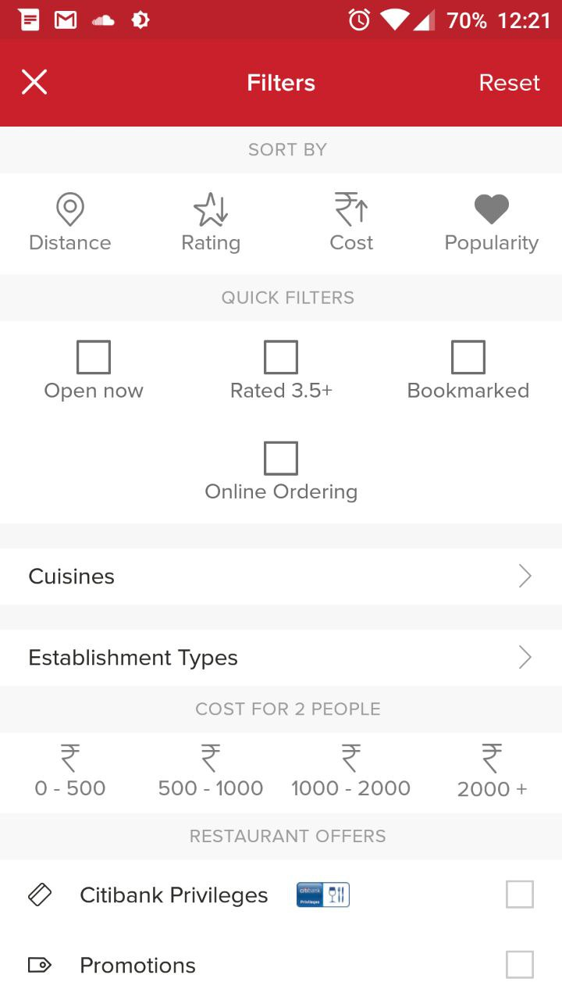 70% 12:21
Filters Reset
SORT BY
Distance Rating Cost Popularity
QUICK FILTERS
Open now Rated 3.5+ Bookmarked
Online Ordering
Cuisines
Establishment Types
COST FOR 2 PEOPLE
₹ ₹ ₹ ₹
0 - 500 500 - 1000 1000 - 2000 2000 +
RESTAURANT OFFERS
Citibank Privileges citibank Privileges
Promotions